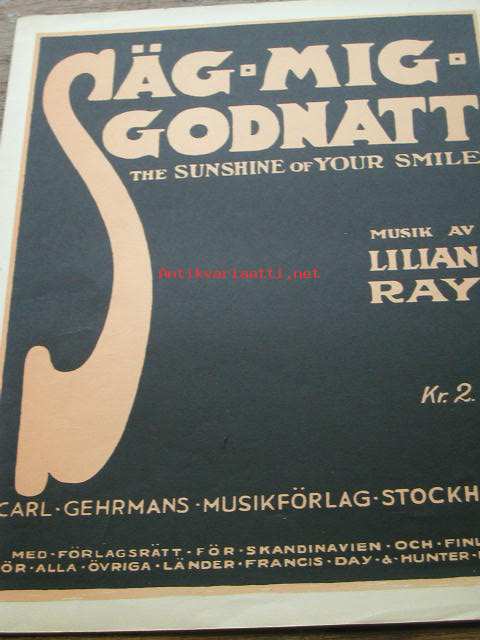 SÄG-MIG-
GODNATT
THE SUNSHINE OF YOUR SMILE
MUSIK AV
LILIAN
RAY
Antikvariaatti.net
Kr. 2.
CARL · GEHRMANS · MUSIKFÖRLAG · STOCKH
MED · FÖRLAGSRÄTT · FÖR · SKANDINAVIEN · OCH · FINL
ÖR · ALLA · ÖVRIGA · LÄNDER · FRANCIS · DAY · & · HUNTER ·